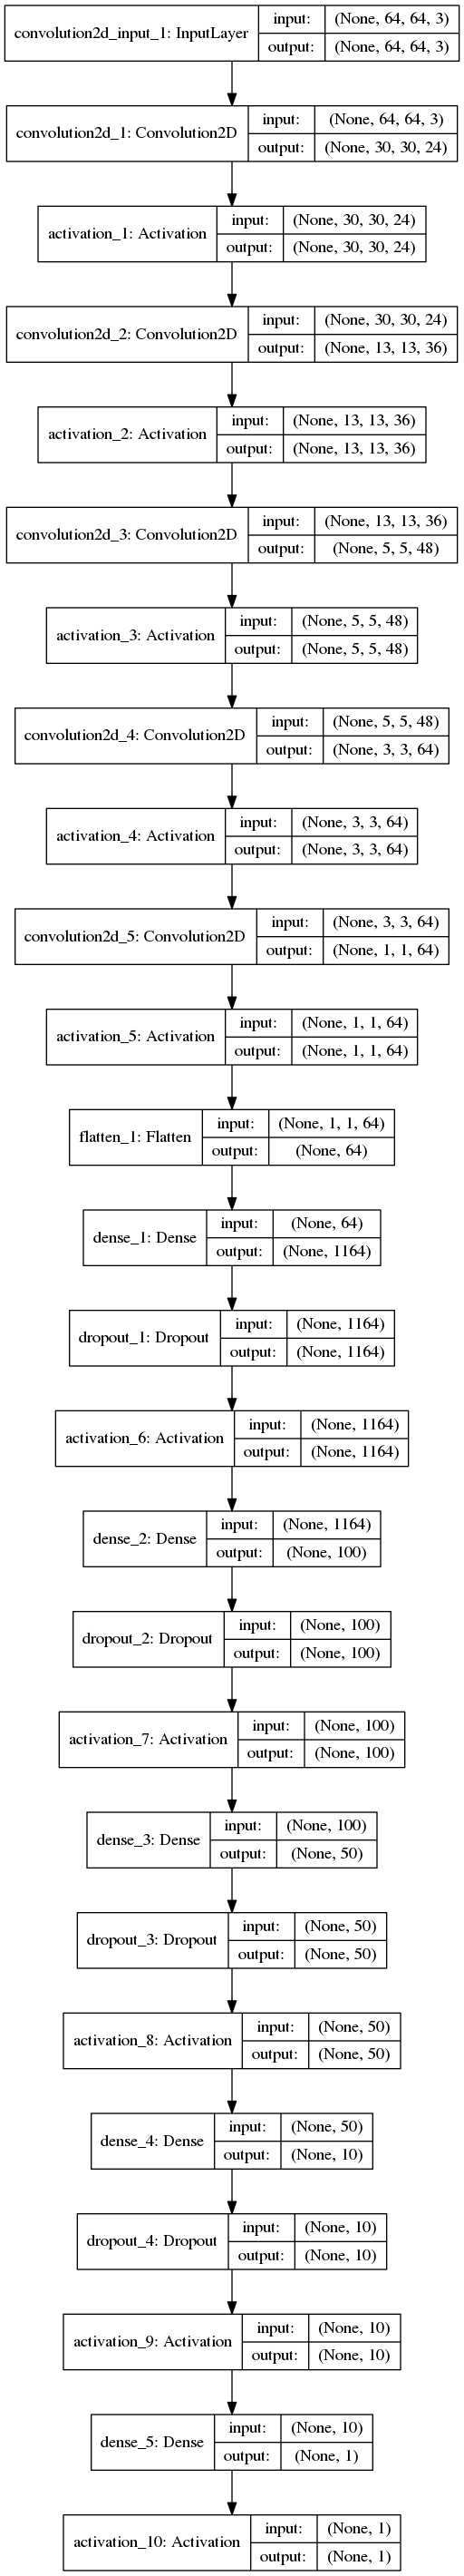 convolution2d_input_1: InputLayer
input: (None, 64, 64, 3)
output: (None, 64, 64, 3)
convolution2d_1: Convolution2D
input: (None, 64, 64, 3)
output: (None, 30, 30, 24)
activation_1: Activation
input: (None, 30, 30, 24)
output: (None, 30, 30, 24)
convolution2d_2: Convolution2D
input: (None, 30, 30, 24)
output: (None, 13, 13, 36)
activation_2: Activation
input: (None, 13, 13, 36)
output: (None, 13, 13, 36)
convolution2d_3: Convolution2D
input: (None, 13, 13, 36)
output: (None, 5, 5, 48)
activation_3: Activation
input: (None, 5, 5, 48)
output: (None, 5, 5, 48)
convolution2d_4: Convolution2D
input: (None, 5, 5, 48)
output: (None, 3, 3, 64)
activation_4: Activation
input: (None, 3, 3, 64)
output: (None, 3, 3, 64)
convolution2d_5: Convolution2D
input: (None, 3, 3, 64)
output: (None, 1, 1, 64)
activation_5: Activation
input: (None, 1, 1, 64)
output: (None, 1, 1, 64)
flatten_1: Flatten
input: (None, 1, 1, 64)
output: (None, 64)
dense_1: Dense
input: (None, 64)
output: (None, 1164)
dropout_1: Dropout
input: (None, 1164)
output: (None, 1164)
activation_6: Activation
input: (None, 1164)
output: (None, 1164)
dense_2: Dense
input: (None, 1164)
output: (None, 100)
dropout_2: Dropout
input: (None, 100)
output: (None, 100)
activation_7: Activation
input: (None, 100)
output: (None, 100)
dense_3: Dense
input: (None, 100)
output: (None, 50)
dropout_3: Dropout
input: (None, 50)
output: (None, 50)
activation_8: Activation
input: (None, 50)
output: (None, 50)
dense_4: Dense
input: (None, 50)
output: (None, 10)
dropout_4: Dropout
input: (None, 10)
output: (None, 10)
activation_9: Activation
input: (None, 10)
output: (None, 10)
dense_5: Dense
input: (None, 10)
output: (None, 1)
activation_10: Activation
input: (None, 1)
output: (None, 1)